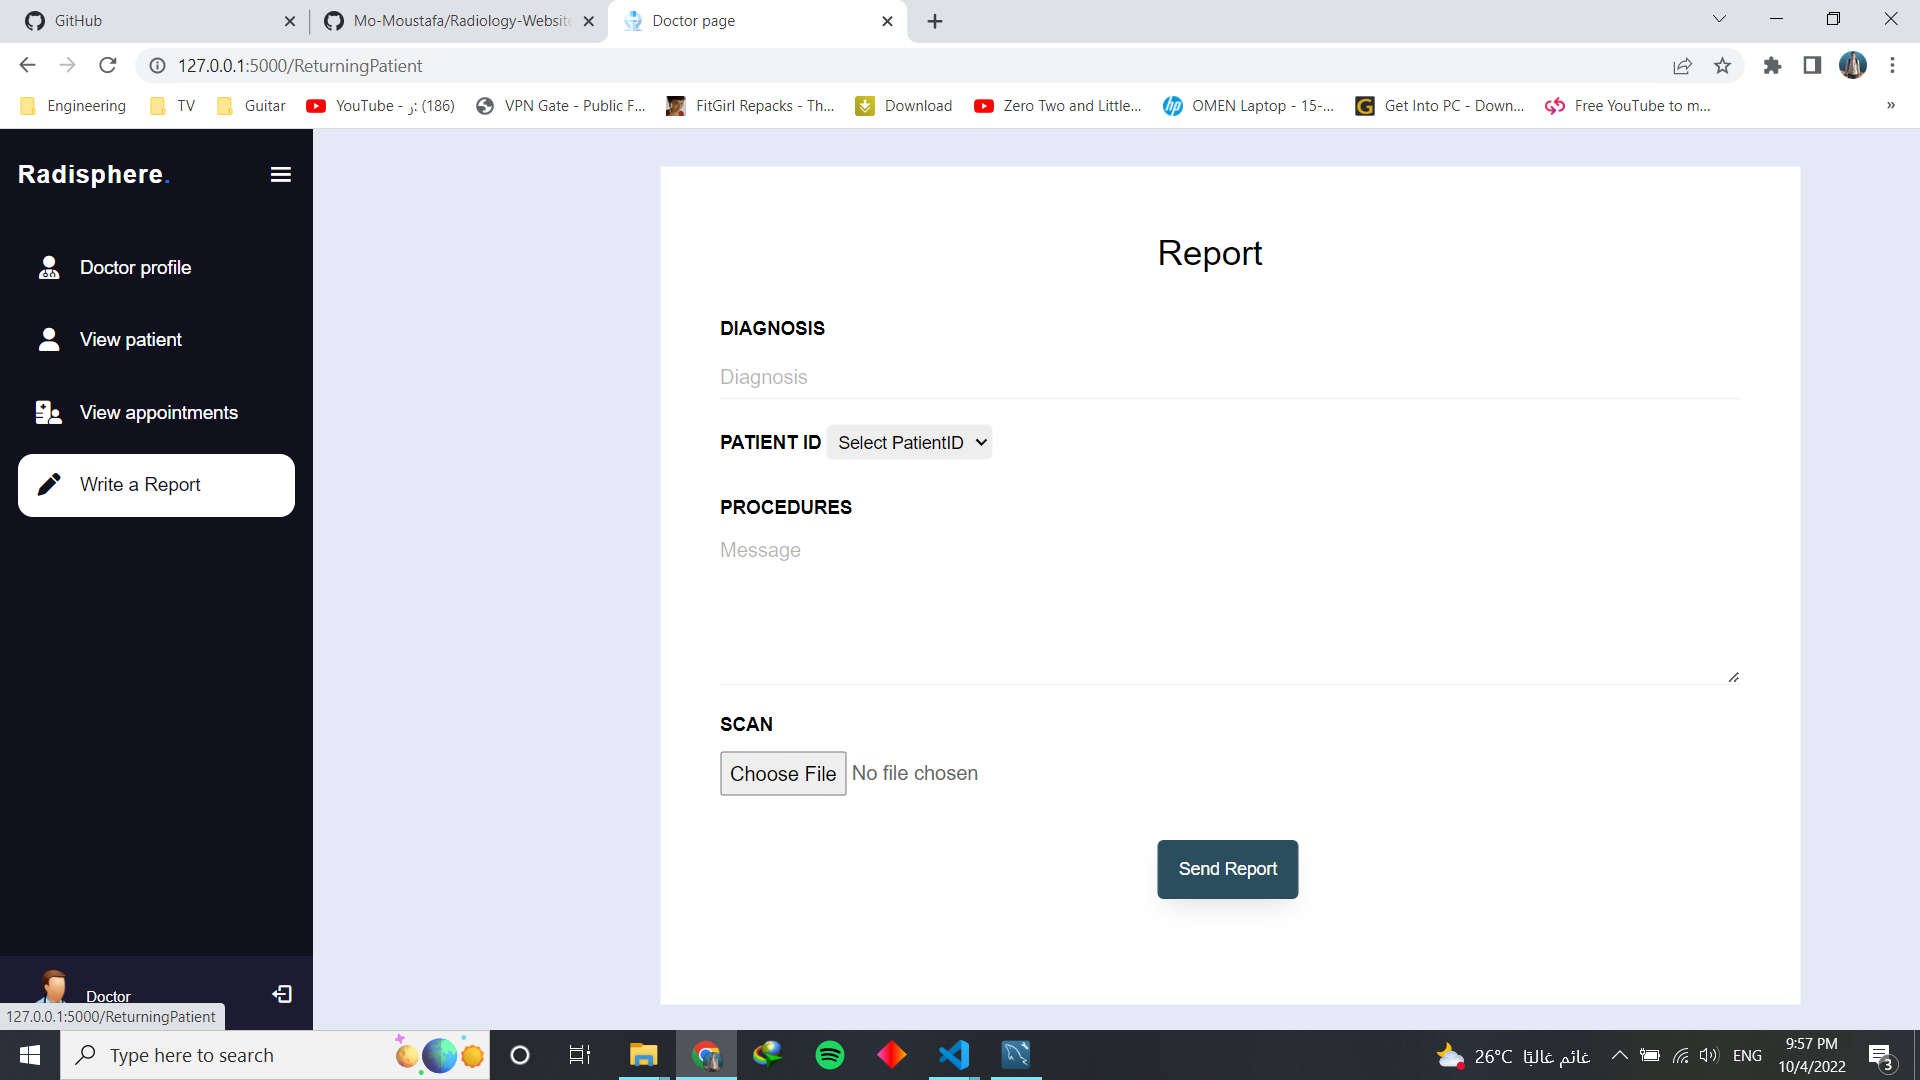 GitHub
Mo-Moustafa/Radiology-Website
Doctor page
127.0.0.1:5000/ReturningPatient
Engineering
TV
Gutiar
YouTube - ز: (186)
VPN Gate - Public F...
FitGirl Repacks - Th...
Download
Zero Two and Little...
OMEN Laptop - 15-...
Get Into PC - Down...
Free YouTube to m...
»
Radisphere.
Doctor profile
View patient
View appointments
Write a Report
Report
DIAGNOSIS
Diagnosis
PATIENT ID Select PatientID
PROCEDURES
Message
SCAN
Choose File No file chosen
Send Report
Doctor
127.0.0.1:5000/ReturningPatient
Type here to search
26°C غائم غالبًا
ENG
9:57 PM
10/4/2022
3